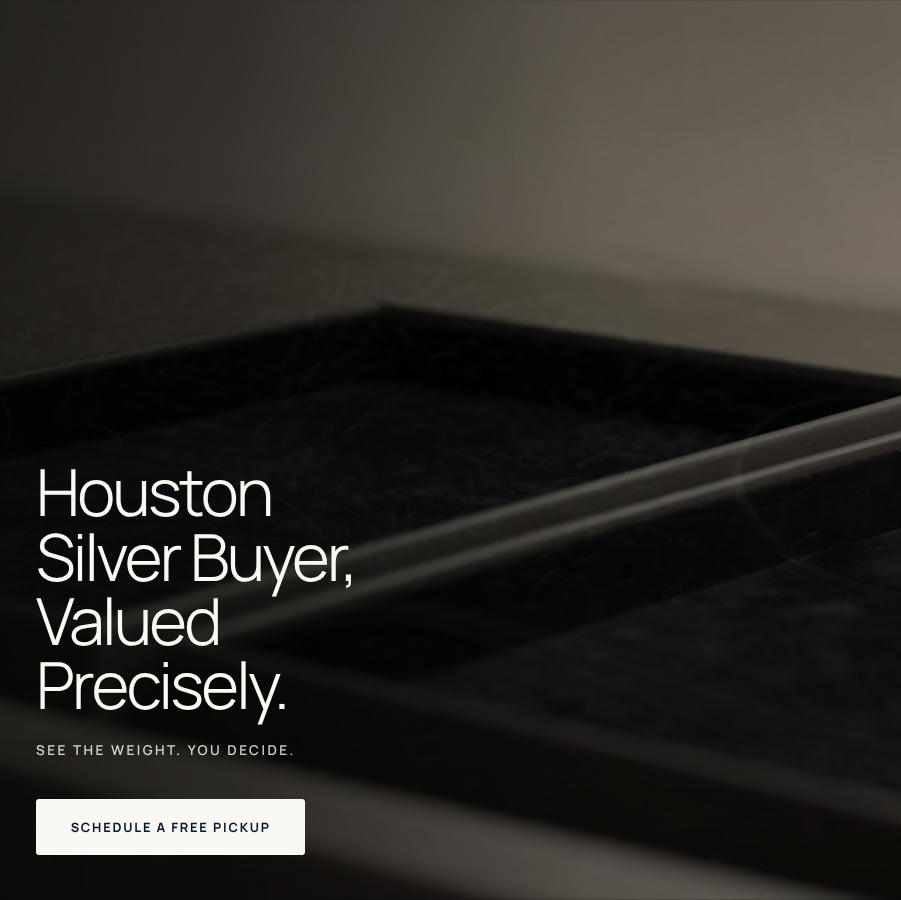 Houston
Silver Buyer,
Valued
Precisely.
SEE THE WEIGHT. YOU DECIDE.
SCHEDULE A FREE PICKUP